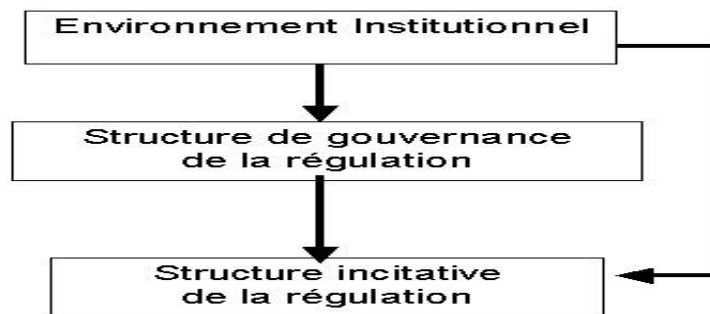 Environnement Institutionnel
Structure de gouvernance
de la régulation
Structure incitative
de la régulation